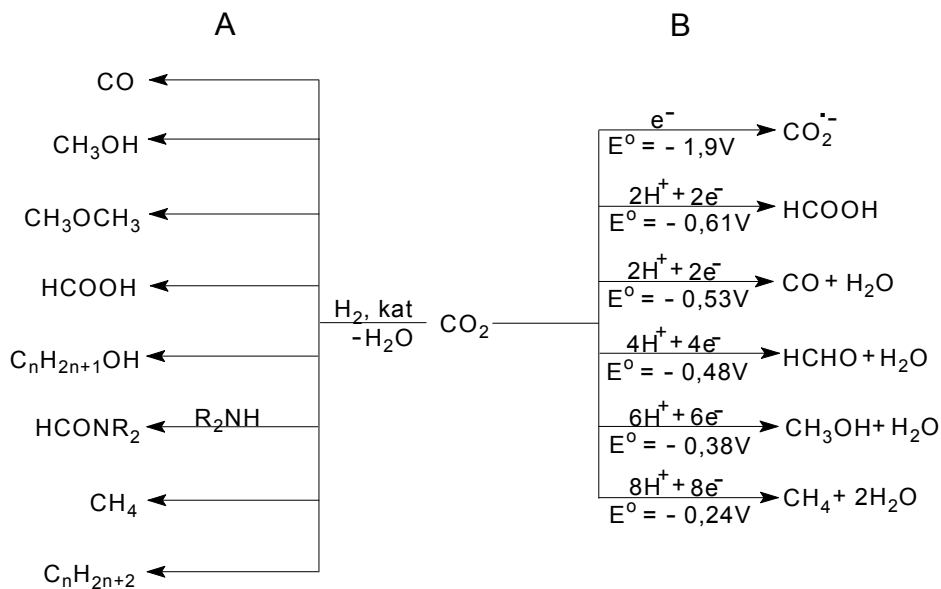 A
CO
CH₃OH
CH₃OCH₃
HCOOH
CₙH₂ₙ₊₁OH
HCONR₂
R₂NH
CH₄
CₙH₂ₙ₊₂
H₂, kat
-H₂O
CO₂
B
e⁻
E° = - 1,9V
CO₂•⁻
2H⁺ + 2e⁻
E° = - 0,61V
HCOOH
2H⁺ + 2e⁻
E° = - 0,53V
CO + H₂O
4H⁺ + 4e⁻
E° = - 0,48V
HCHO + H₂O
6H⁺ + 6e⁻
E° = - 0,38V
CH₃OH + H₂O
8H⁺ + 8e⁻
E° = - 0,24V
CH₄ + 2H₂O